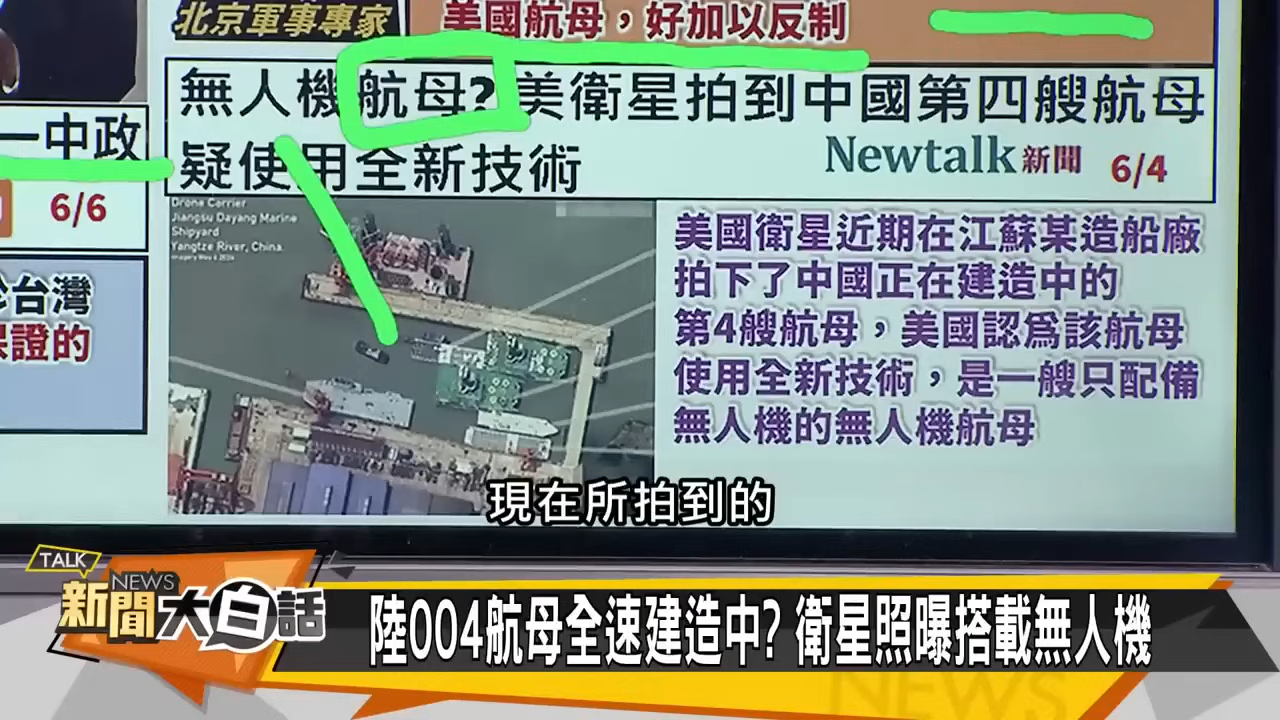 北京軍事專家
美國航母，好加以反制
無人機航母? 美衛星拍到中國第四艘航母
疑使用全新技術
Newtalk新聞 6/4
一中政
6/6
台灣
證的
Drone Carrier
Jiangsu Dayang Marine
Shipyard
Yangtze River, China.
美國衛星近期在江蘇某造船廠
拍下了中國正在建造中的
第4艘航母，美國認為該航母
使用全新技術，是一艘只配備
無人機的無人機航母
現在所拍到的
TALK
NEWS
新聞大白話
陸004航母全速建造中? 衛星照曝搭載無人機
NEWS